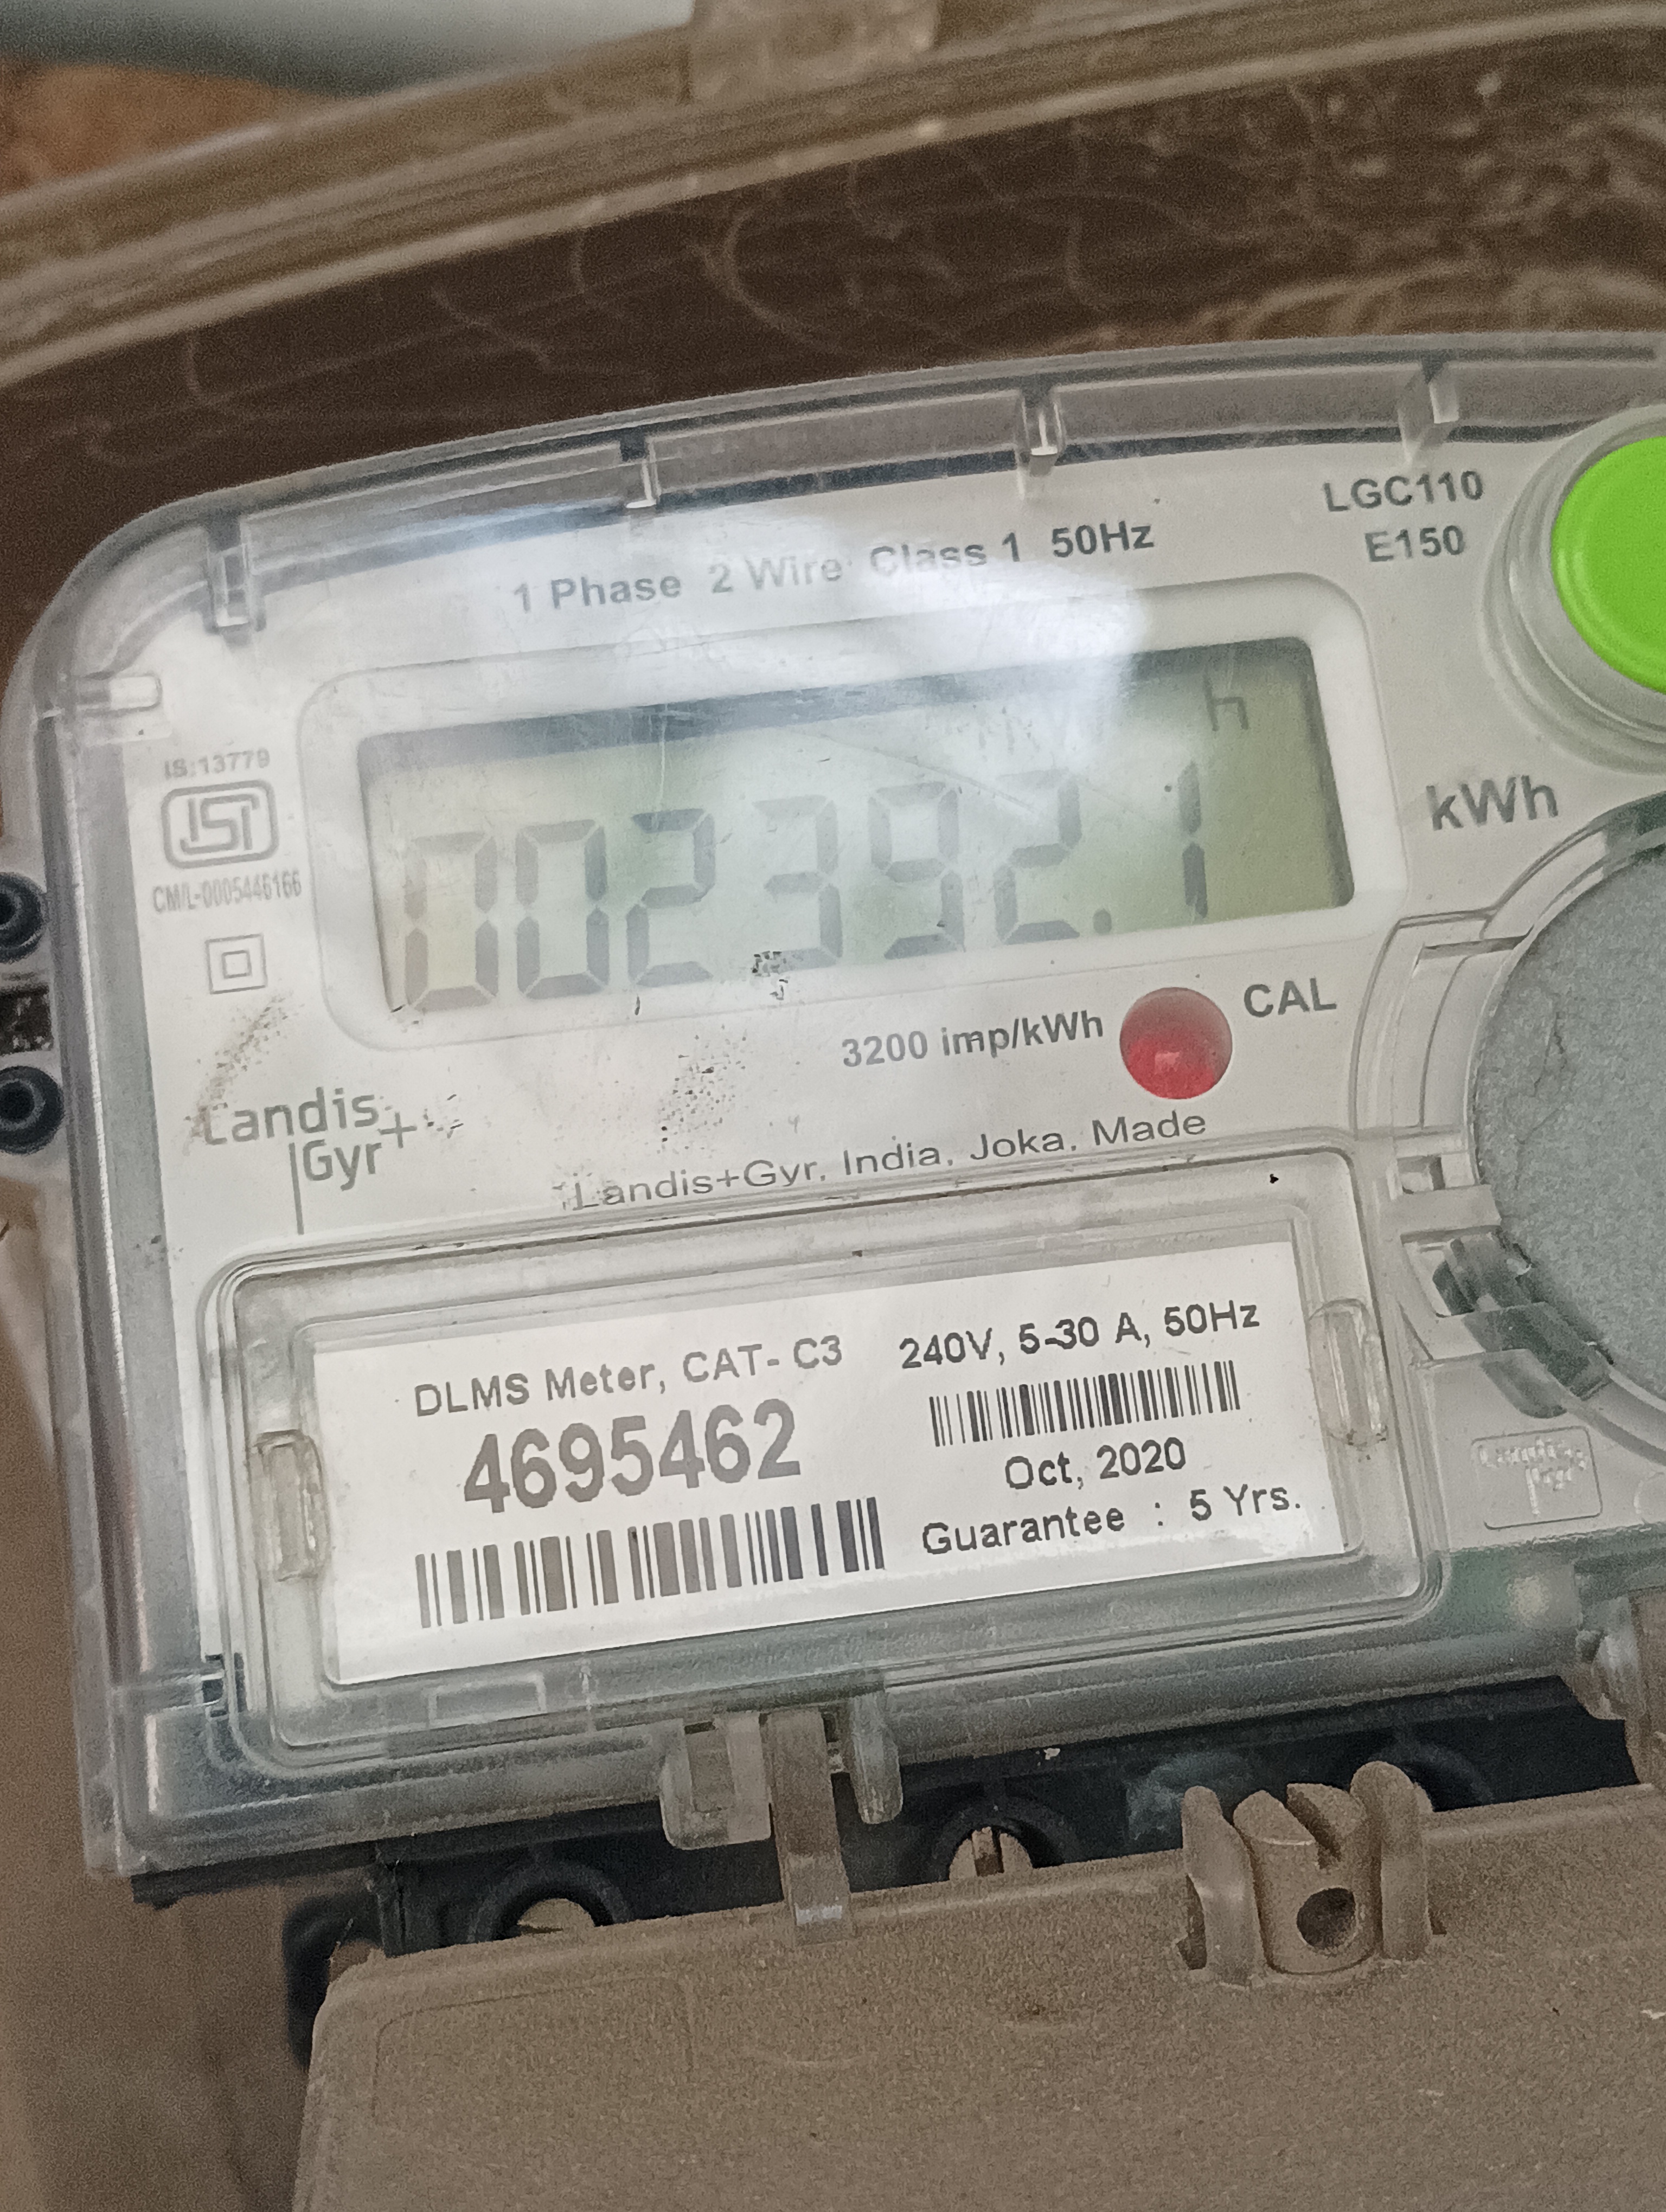 LGC110
E150
1 Phase 2 Wire Class 1 50Hz
h
002392.1
kWh
IS:13779
ISI
CM/L-0005446166
3200 imp/kWh
CAL
Landis
Gyr+
Landis+Gyr, India, Joka, Made
DLMS Meter, CAT- C3
240V, 5-30 A, 50Hz
4695462
Oct, 2020
Guarantee : 5 Yrs.